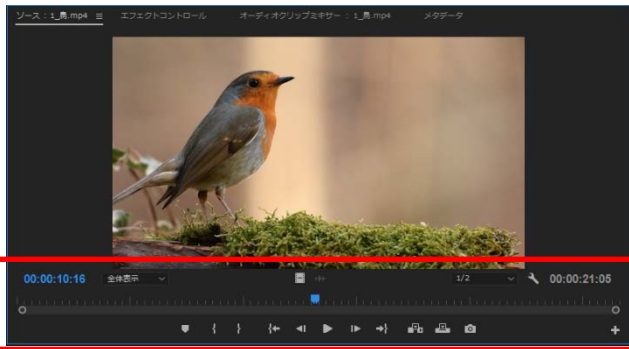 ソース：1_鳥.mp4 エフェクトコントロール オーディオクリップミキサー：1_鳥.mp4 メタデータ
00:00:10:16 全体表示 1/2 00:00:21:05